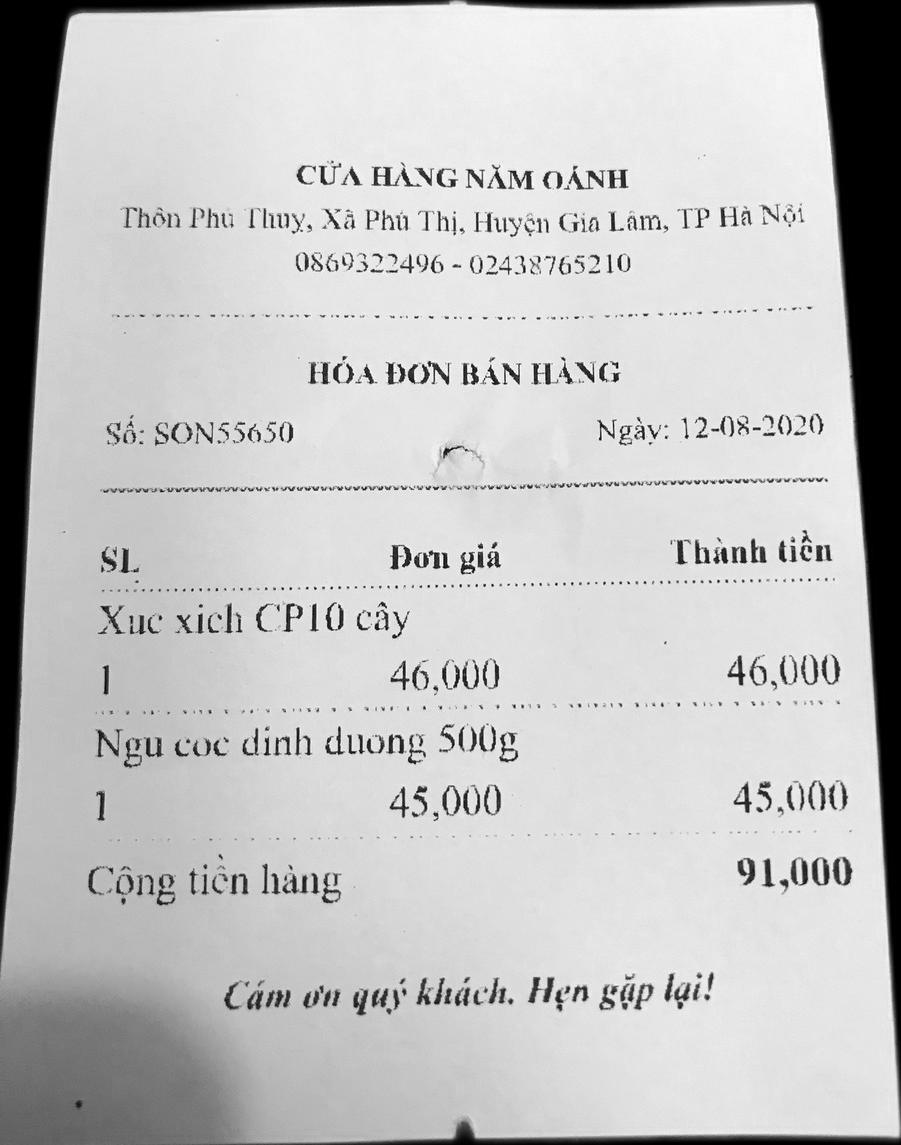 CỬA HÀNG NĂM OÁNH
Thôn Phú Thuỵ, Xã Phú Thị, Huyện Gia Lâm, TP Hà Nội
0869322496 - 02438765210
HÓA ĐƠN BÁN HÀNG
Số: SON55650 Ngày: 12-08-2020
SL Đơn giá Thành tiền
Xuc xich CP10 cây
1 46,000 46,000
Ngu coc dinh duong 500g
1 45,000 45,000
Cộng tiền hàng 91,000
Cám ơn quý khách. Hẹn gặp lại!